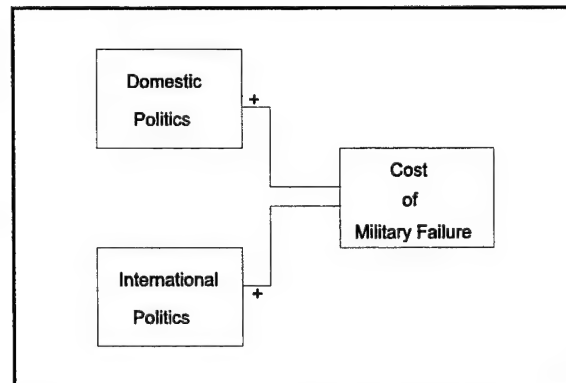 Domestic
Politics
+
Cost
of
Military Failure
International
Politics
+